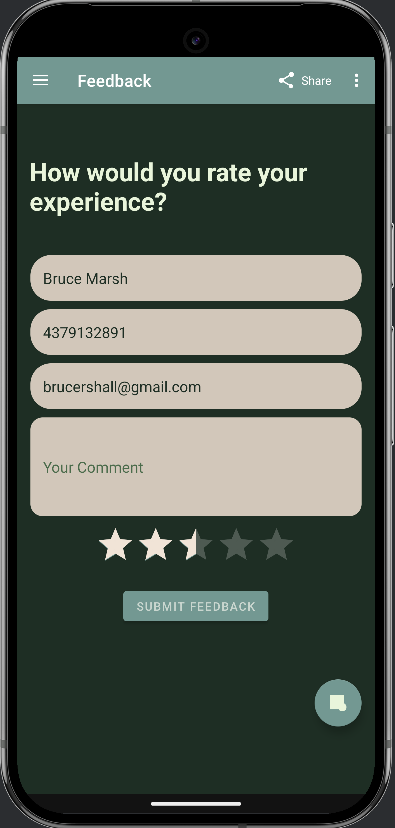 Feedback
Share
How would you rate your
experience?
Bruce Marsh
4379132891
brucershall@gmail.com
Your Comment
SUBMIT FEEDBACK